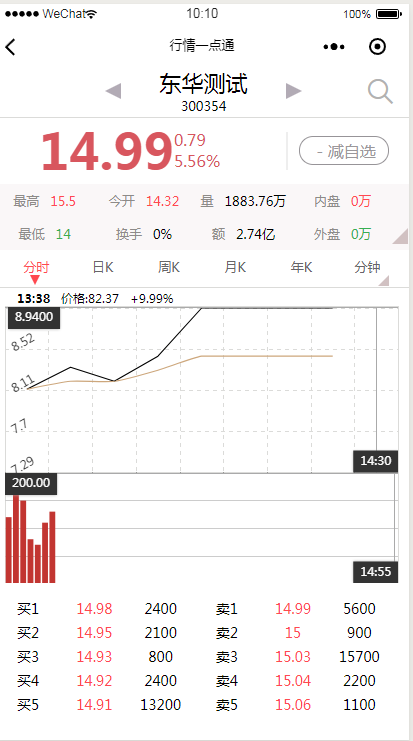 WeChat 10:10 100%
行情一点通
东华测试
300354
14.99 0.79
5.56%
- 减自选
最高 15.5 今开 14.32 量 1883.76万 内盘 0万
最低 14 换手 0% 额 2.74亿 外盘 0万
分时 日K 周K 月K 年K 分钟
13:38 价格:82.37 +9.99%
8.9400
8.52
8.11
7.7
7.29
14:30
200.00
14:55
买1 14.98 2400 卖1 14.99 5600
买2 14.95 2100 卖2 15 900
买3 14.93 800 卖3 15.03 15700
买4 14.92 2400 卖4 15.04 2200
买5 14.91 13200 卖5 15.06 1100